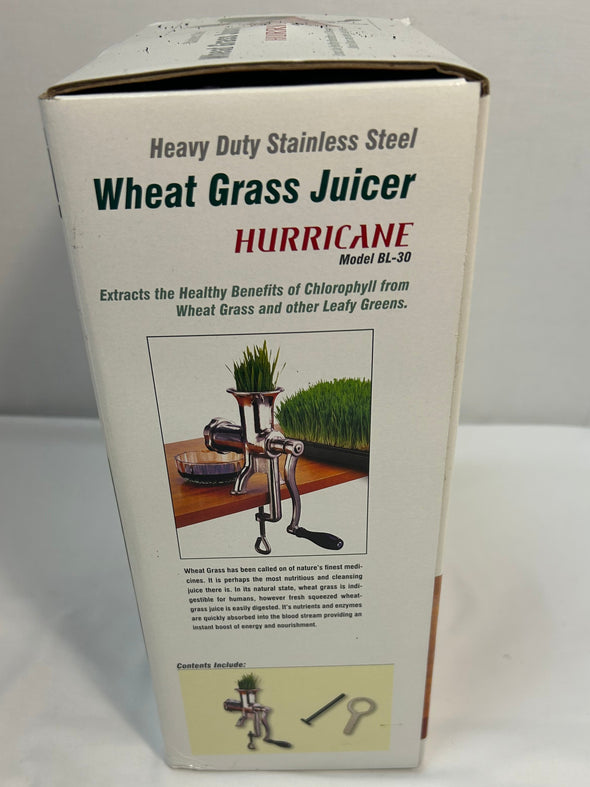 Wheat Grass Jui
HURRI
Heavy Duty Stainless Steel
Wheat Grass Juicer
HURRICANE
Model BL-30
Extracts the Healthy Benefits of Chlorophyll from
Wheat Grass and other Leafy Greens.
Wheat Grass has been called on of nature's finest medi-
cines. It is perhaps the most nutritious and cleansing
juice there is. In its natural state, wheat grass is indi-
gestible for humans, however fresh squeezed wheat-
grass juice is easily digested. It's nutrients and enzymes
are quickly absorbed into the blood stream providing an
instant boost of energy and nourishment.
Contents Include: